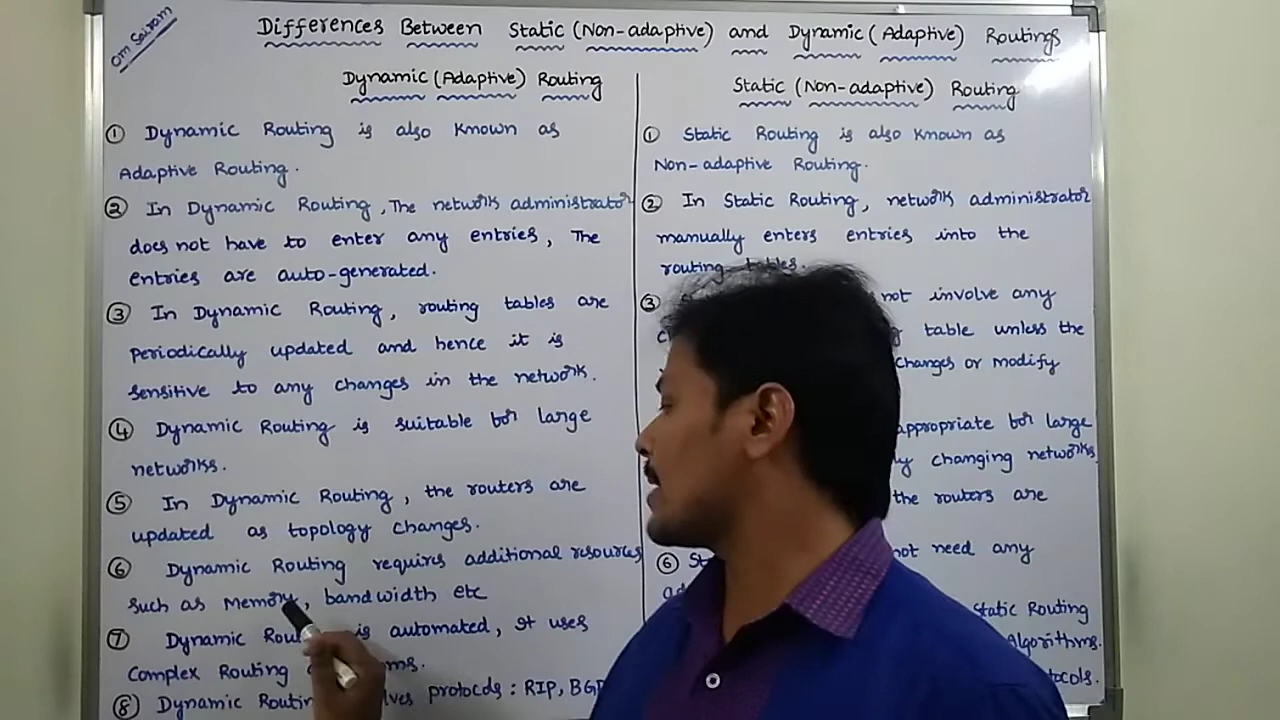 Om Sairam
Differences Between Static (Non-adaptive) and Dynamic (Adaptive) Routings
Dynamic (Adaptive) Routing
① Dynamic Routing is also known as
Adaptive Routing.
② In Dynamic Routing, The network administrator
does not have to enter any entries, The
entries are auto-generated.
③ In Dynamic Routing, routing tables are
periodically updated and hence it is
sensitive to any changes in the network.
④ Dynamic Routing is suitable for large
networks.
⑤ In Dynamic Routing, the routers are
updated as topology changes.
⑥ Dynamic Routing requires additional resources
such as Memory, bandwidth etc
⑦ Dynamic is automated, It uses
Complex Routing
⑧ Dynamic protocols : RIP, BGP
Static (Non-adaptive) Routing
① Static Routing is also known as
Non-adaptive Routing.
② In Static Routing, network administrator
manually enters entries into the
routing tables.
③ not involve any
table unless the
changes or modify
appropriate for large
changing networks.
the routers are
⑥ not need any
Static Routing
Algorithms.